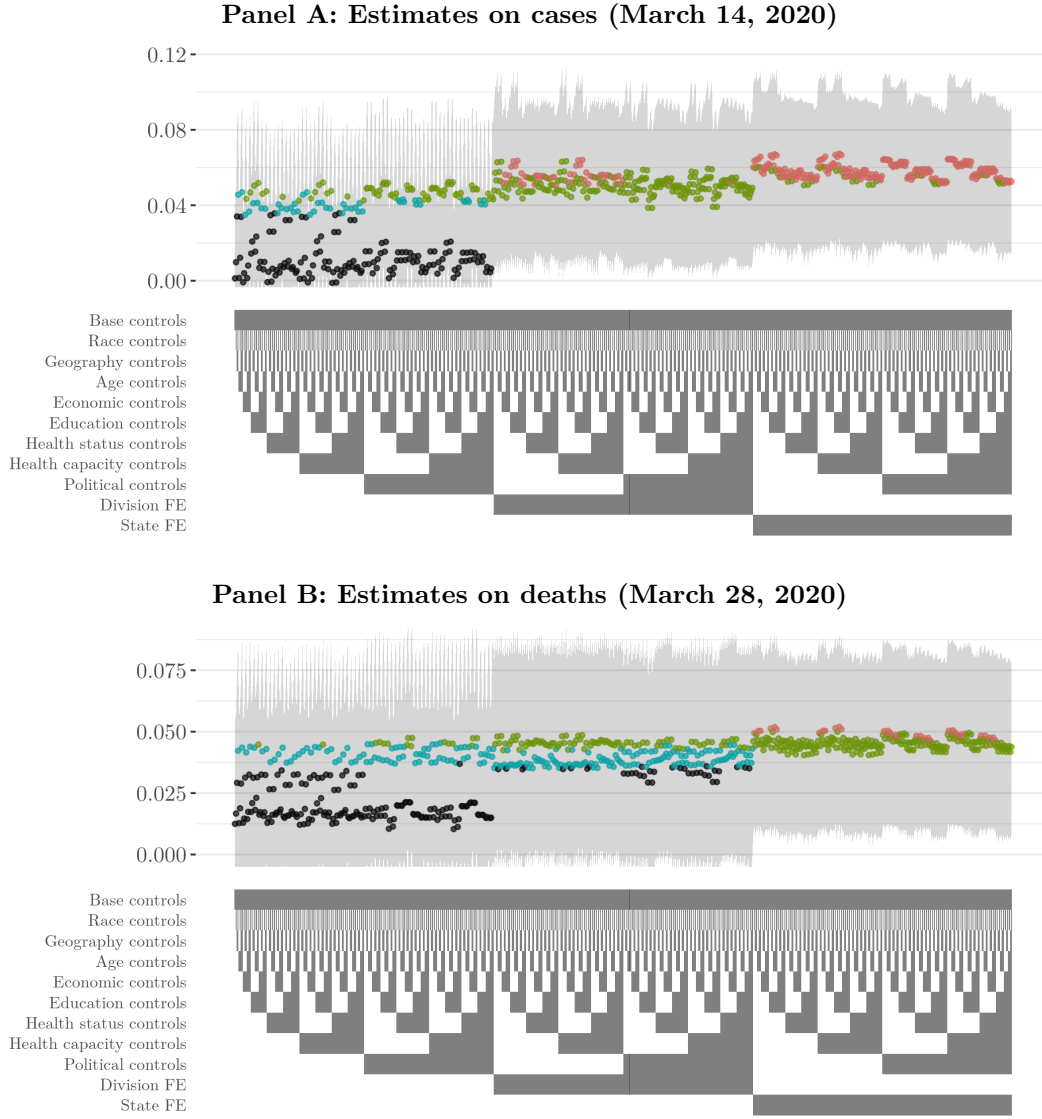 Panel A: Estimates on cases (March 14, 2020)
0.12
0.08
0.04
0.00
Base controls
Race controls
Geography controls
Age controls
Economic controls
Education controls
Health status controls
Health capacity controls
Political controls
Division FE
State FE
Panel B: Estimates on deaths (March 28, 2020)
0.075
0.050
0.025
0.000
Base controls
Race controls
Geography controls
Age controls
Economic controls
Education controls
Health status controls
Health capacity controls
Political controls
Division FE
State FE